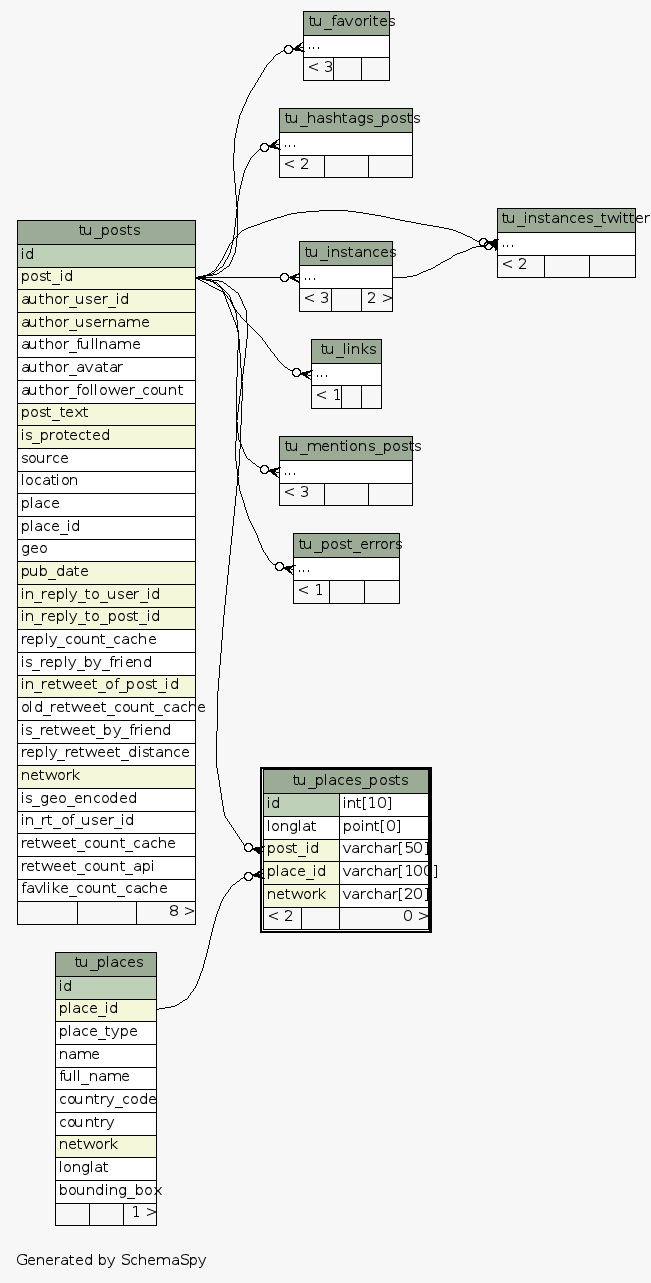 tu_favorites
...
< 3
tu_hashtags_posts
...
< 2
tu_instances_twitter
...
< 2
tu_instances
...
< 3 2 >
tu_links
...
< 1
tu_mentions_posts
...
< 3
tu_post_errors
...
< 1
tu_posts
id
post_id
author_user_id
author_username
author_fullname
author_avatar
author_follower_count
post_text
is_protected
source
location
place
place_id
geo
pub_date
in_reply_to_user_id
in_reply_to_post_id
reply_count_cache
is_reply_by_friend
in_retweet_of_post_id
old_retweet_count_cache
is_retweet_by_friend
reply_retweet_distance
network
is_geo_encoded
in_rt_of_user_id
retweet_count_cache
retweet_count_api
favlike_count_cache
8 >
tu_places_posts
id int[10]
longlat point[0]
post_id varchar[50]
place_id varchar[100]
network varchar[20]
< 2 0 >
tu_places
id
place_id
place_type
name
full_name
country_code
country
network
longlat
bounding_box
1 >
Generated by SchemaSpy